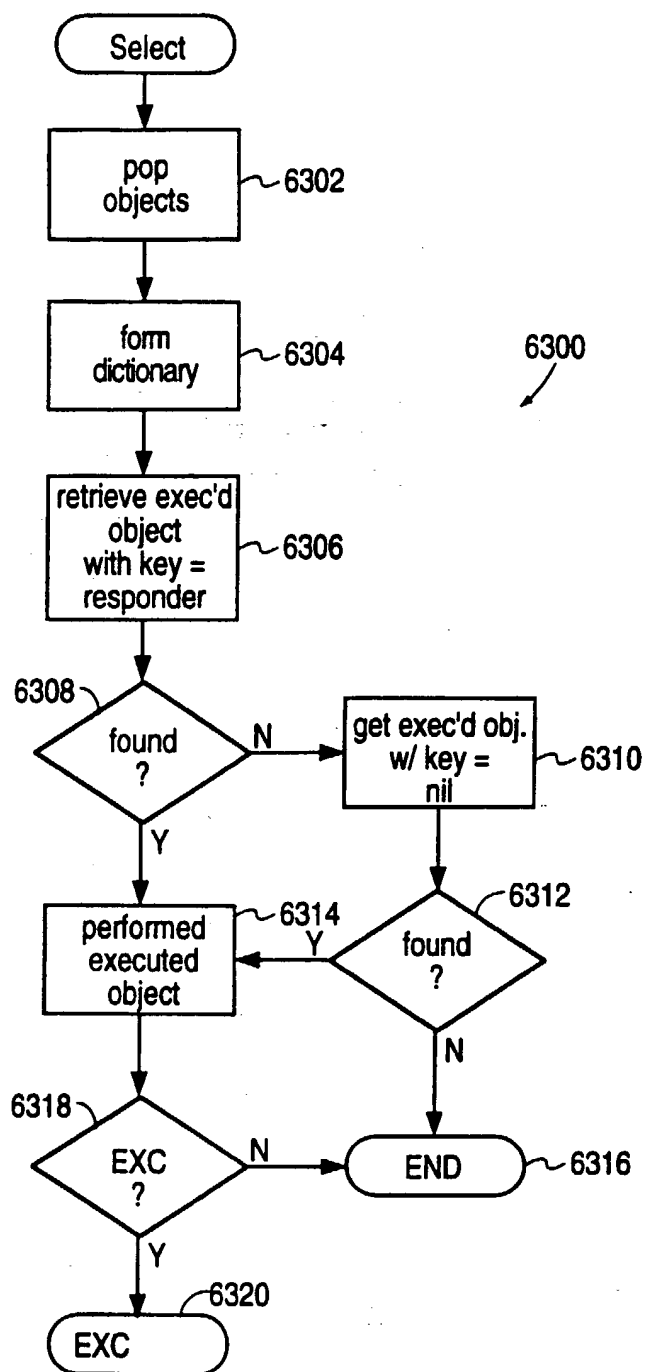 Select
pop
objects
6302
form
dictionary
6304
6300
retrieve exec'd
object
with key =
responder
6306
6308
found
?
N
Y
get exec'd obj.
w/ key =
nil
6310
6312
found
?
Y
N
6314
performed
executed
object
6318
EXC
?
N
Y
END
6316
6320
EXC